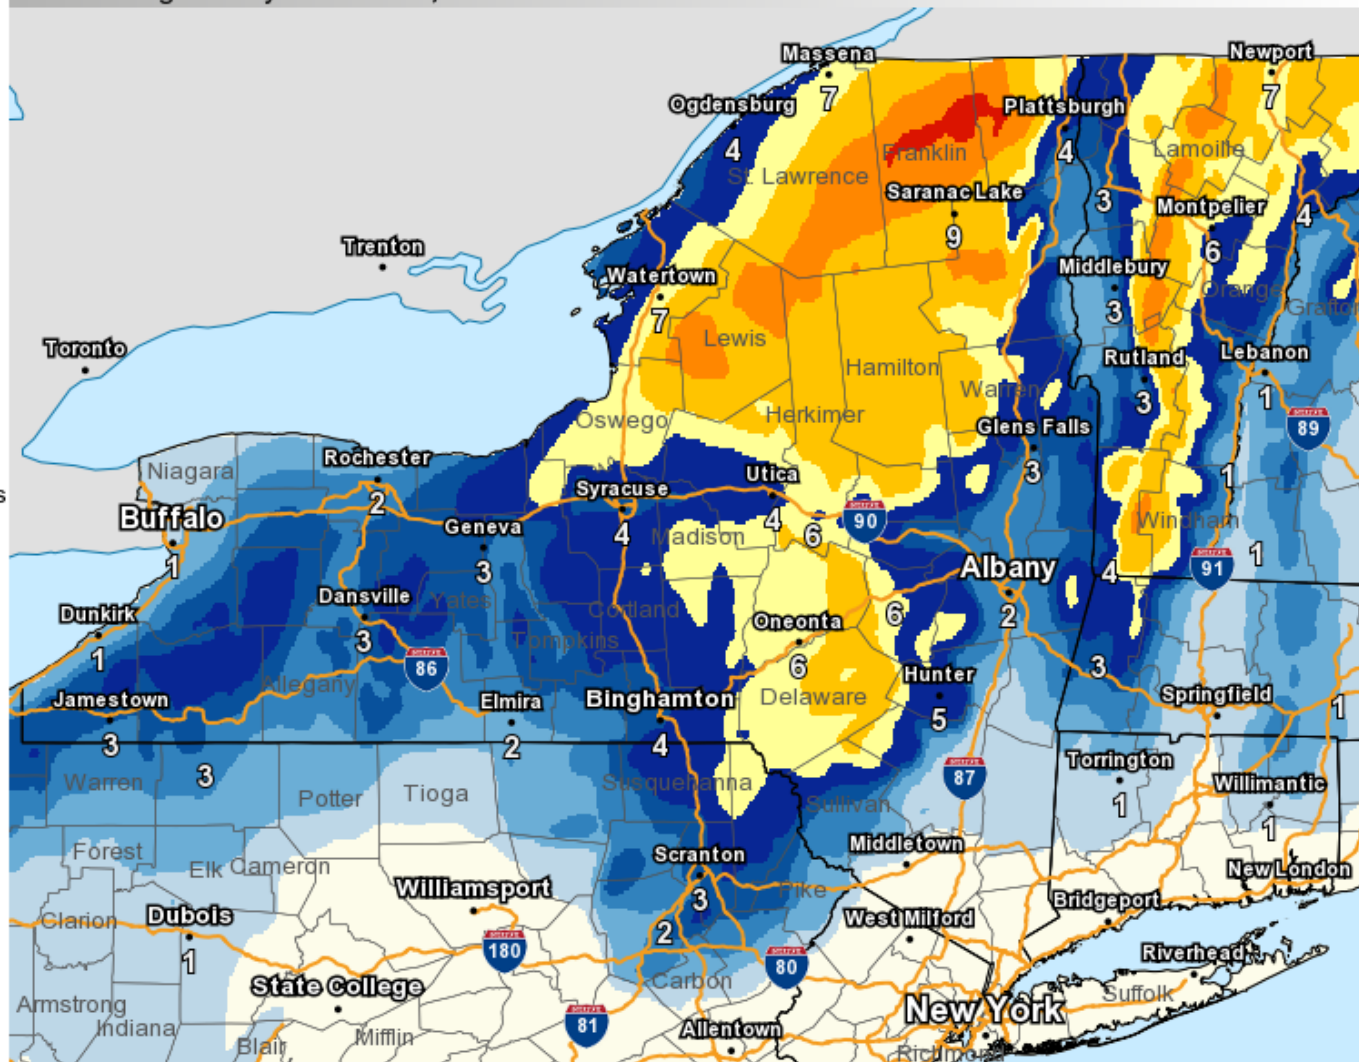 Massena
7
Newport
7
Ogdensburg
4
Plattsburgh
4
Franklin
Lamoille
St. Lawrence
Saranac Lake
9
3
Montpelier
6
4
Trenton
Watertown
7
Middlebury
3
Orange
Grafton
Toronto
Lewis
Hamilton
Rutland
3
Lebanon
1
Warren
Oswego
Herkimer
Glens Falls
3
89
Niagara
Rochester
2
Syracuse
4
Utica
4
1
Buffalo
1
Geneva
3
Madison
6
90
Windham
Albany
2
4
91
1
Dunkirk
1
Dansville
3
Yates
Cortland
Tompkins
Oneonta
6
6
86
Allegany
Jamestown
3
Elmira
2
Binghamton
4
Delaware
Hunter
5
3
Springfield
1
Warren
3
Potter
Tioga
Susquehanna
Sullivan
87
Torrington
1
Willimantic
1
Forest
Elk
Cameron
Scranton
3
Middletown
Pike
New London
Clarion
Dubois
1
Williamsport
180
2
80
West Milford
Bridgeport
Riverhead
Suffolk
Carbon
State College
Armstrong
Indiana
Blair
Mifflin
81
Allentown
New York
Richmond